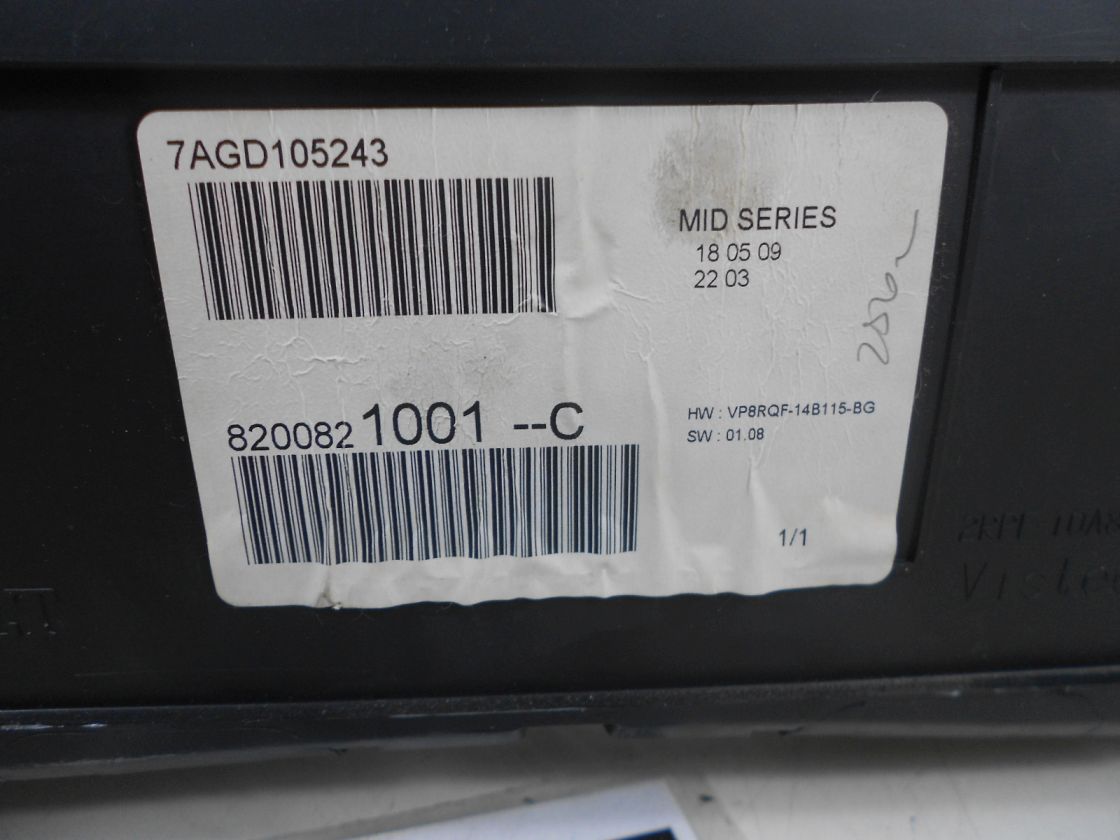 7AGD105243
MID SERIES
18 05 09
22 03
8200821001 --C
HW : VP8RQF-14B115-BG
SW : 01.08
1/1